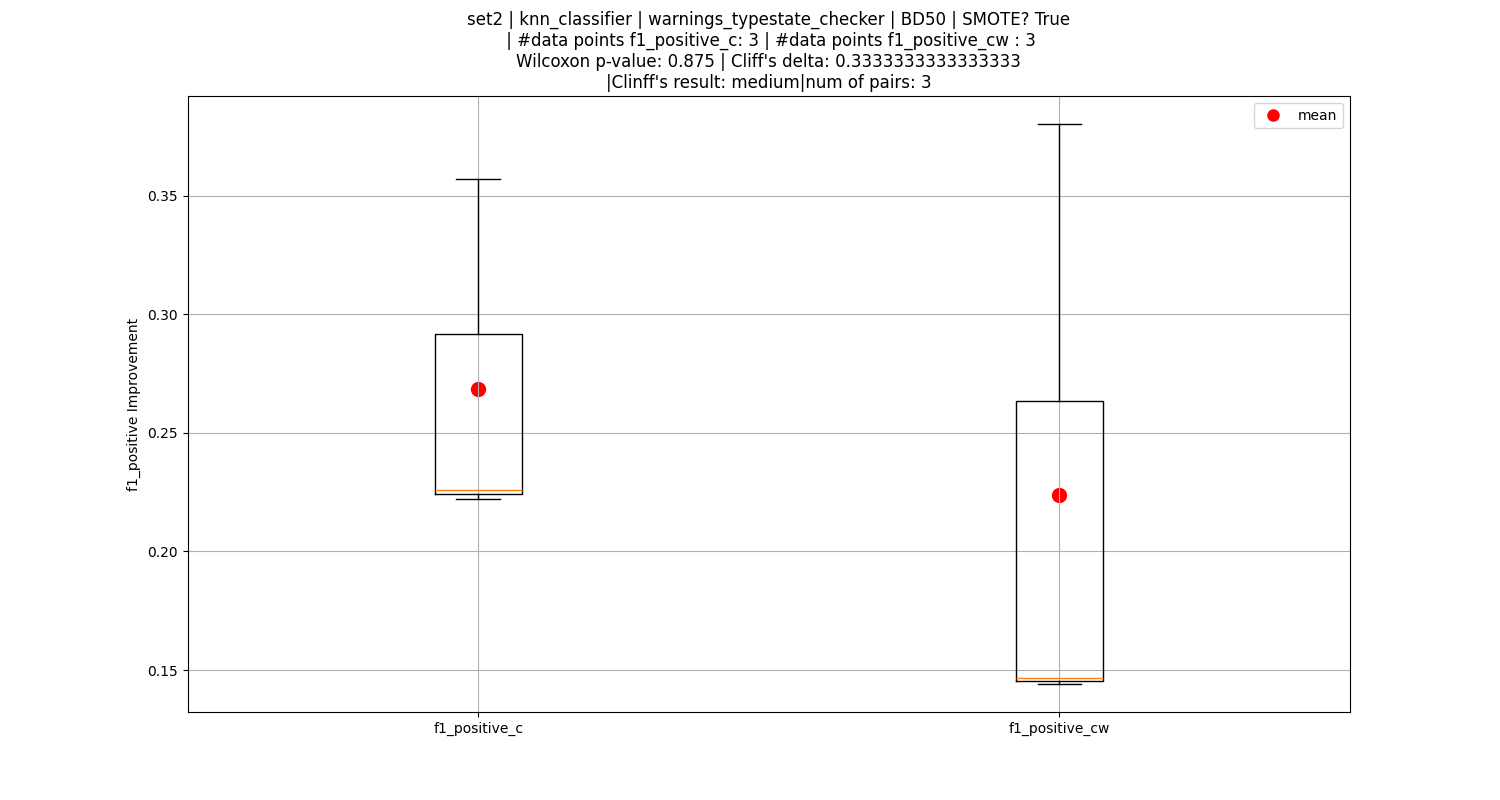 set2 | knn_classifier | warnings_typestate_checker | BD50 | SMOTE? True
| #data points f1_positive_c: 3 | #data points f1_positive_cw : 3
Wilcoxon p-value: 0.875 | Cliff's delta: 0.3333333333333333
|Clinff's result: medium|num of pairs: 3
mean
0.35
0.30
0.25
0.20
0.15
f1_positive Improvement
f1_positive_c
f1_positive_cw